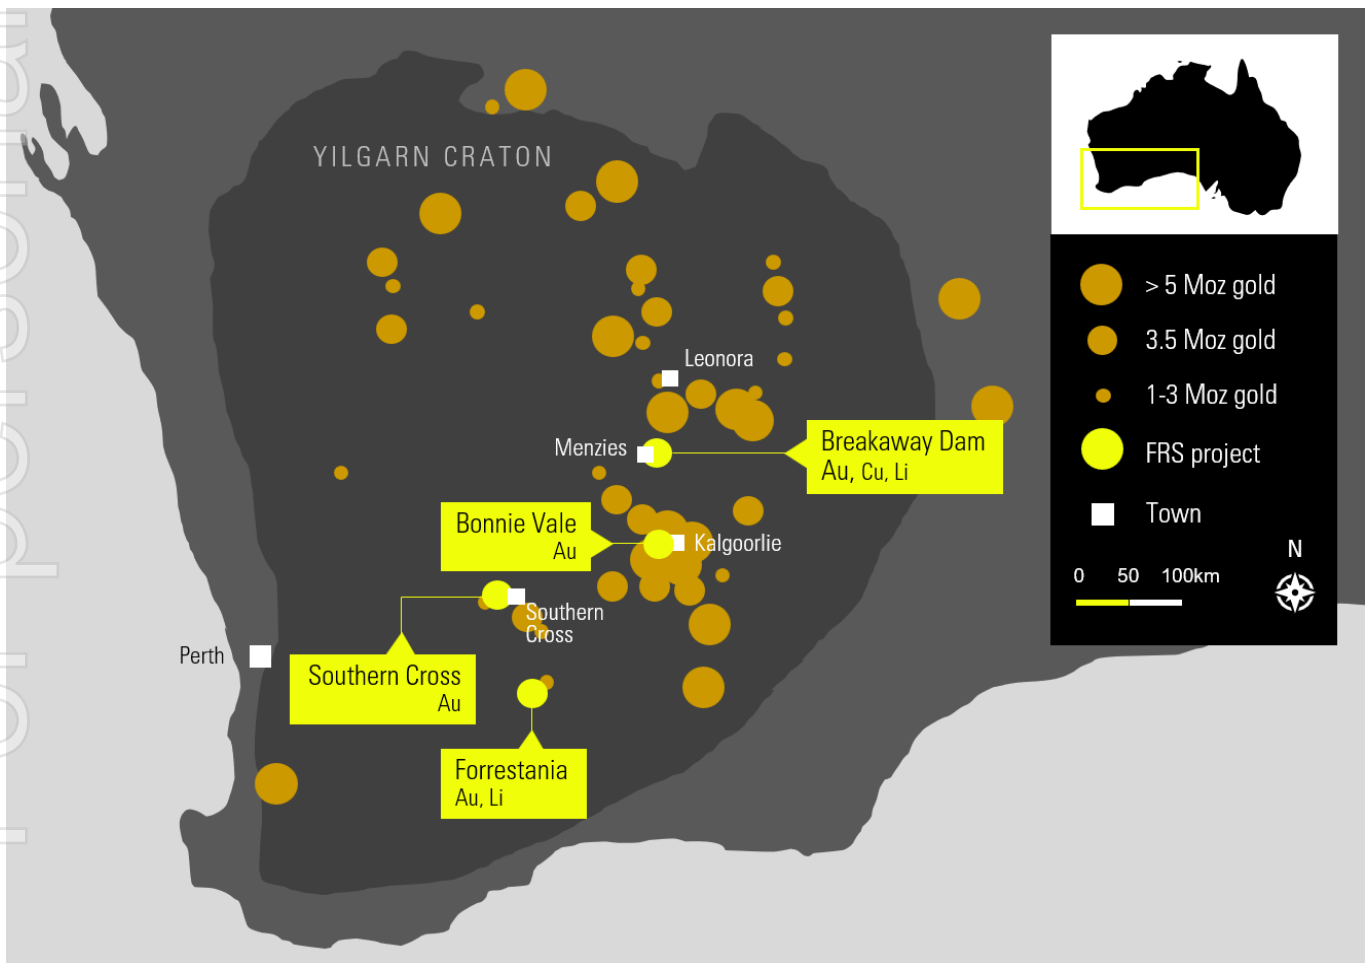 For personal
YILGARN CRATON
> 5 Moz gold
3.5 Moz gold
1-3 Moz gold
FRS project
Town
N
0 50 100km
Leonora
Menzies
Breakaway Dam
Au, Cu, Li
Bonnie Vale
Au
Kalgoorlie
Southern
Cross
Perth
Southern Cross
Au
Forrestania
Au, Li